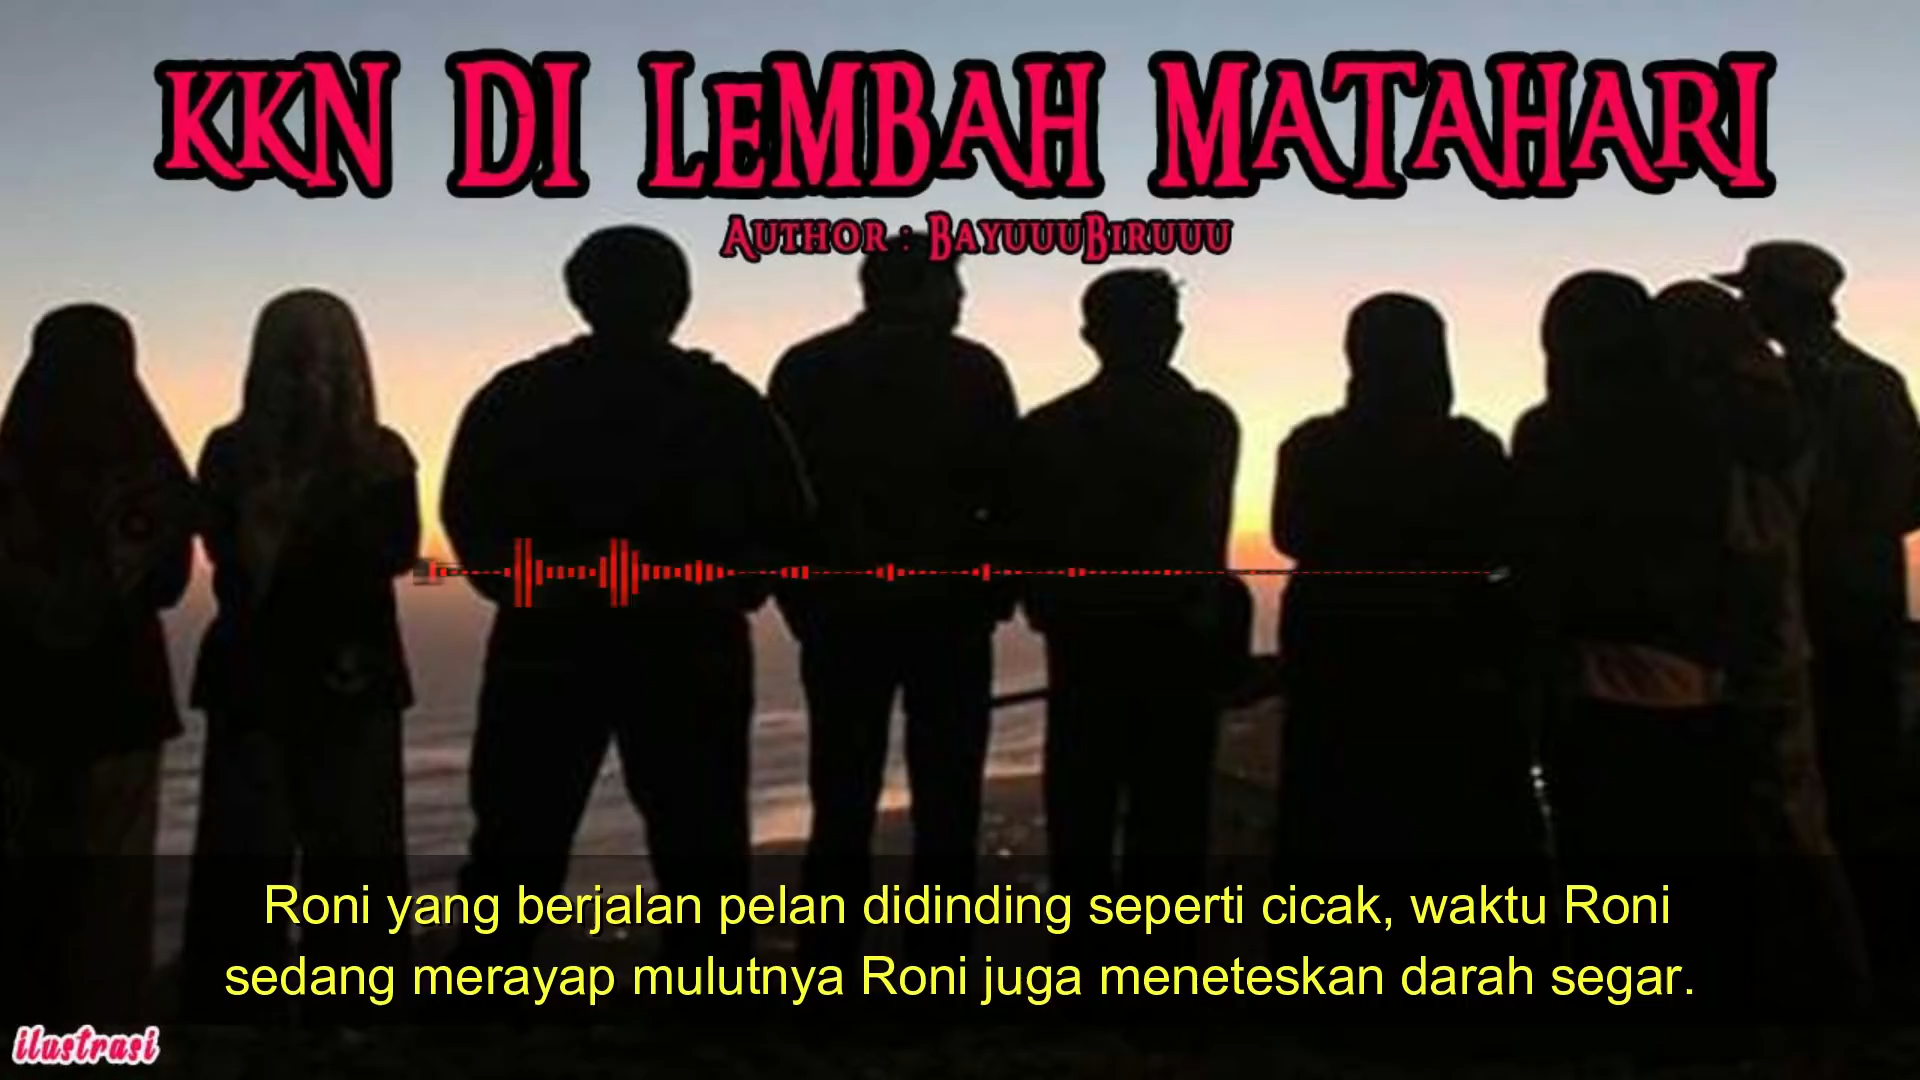 KKN DI LEMBAH MATAHARI
AUTHOR : BAYUUUBIRUUU
Roni yang berjalan pelan didinding seperti cicak, waktu Roni
sedang merayap mulutnya Roni juga meneteskan darah segar.
ilustrasi